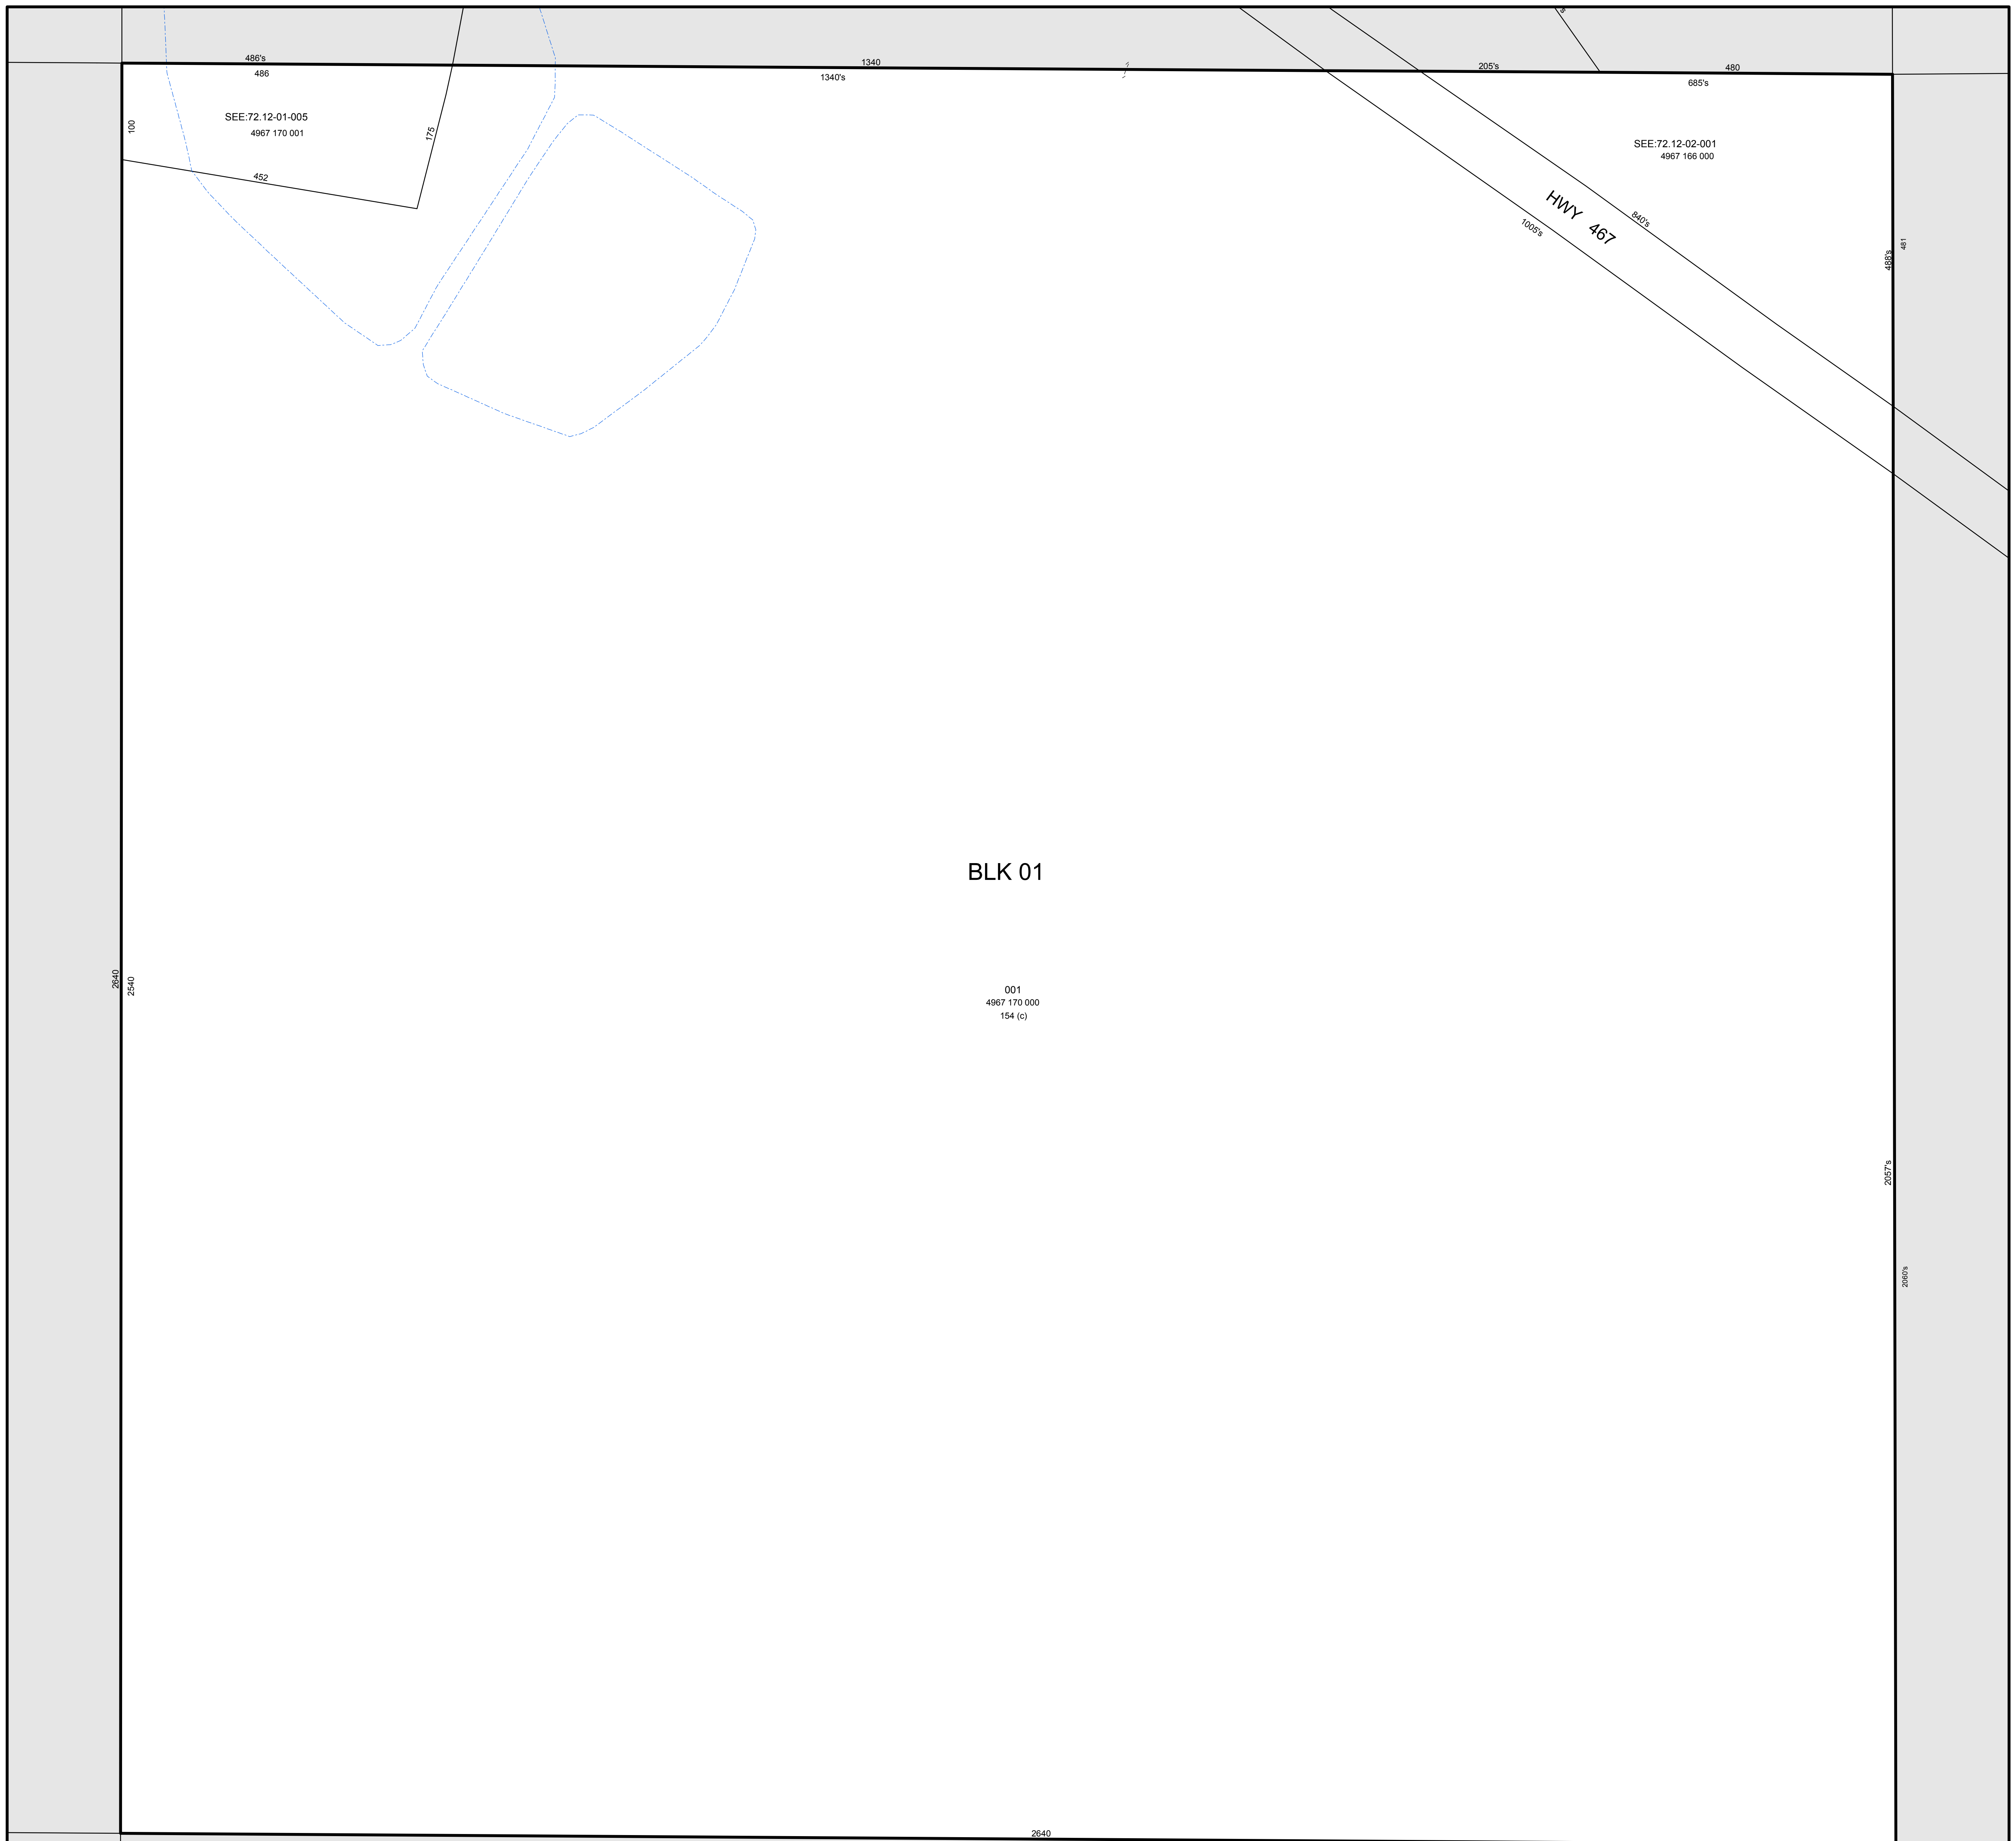 486's
486
1340
1340's
205's
480
685's
SEE:72.12-01-005
4967 170 001
100
175
452
SEE:72.12-02-001
4967 166 000
HWY 467
840's
1005's
488's
481
BLK 01
2640
2540
001
4967 170 000
154 (c)
2057's
2060's
2640